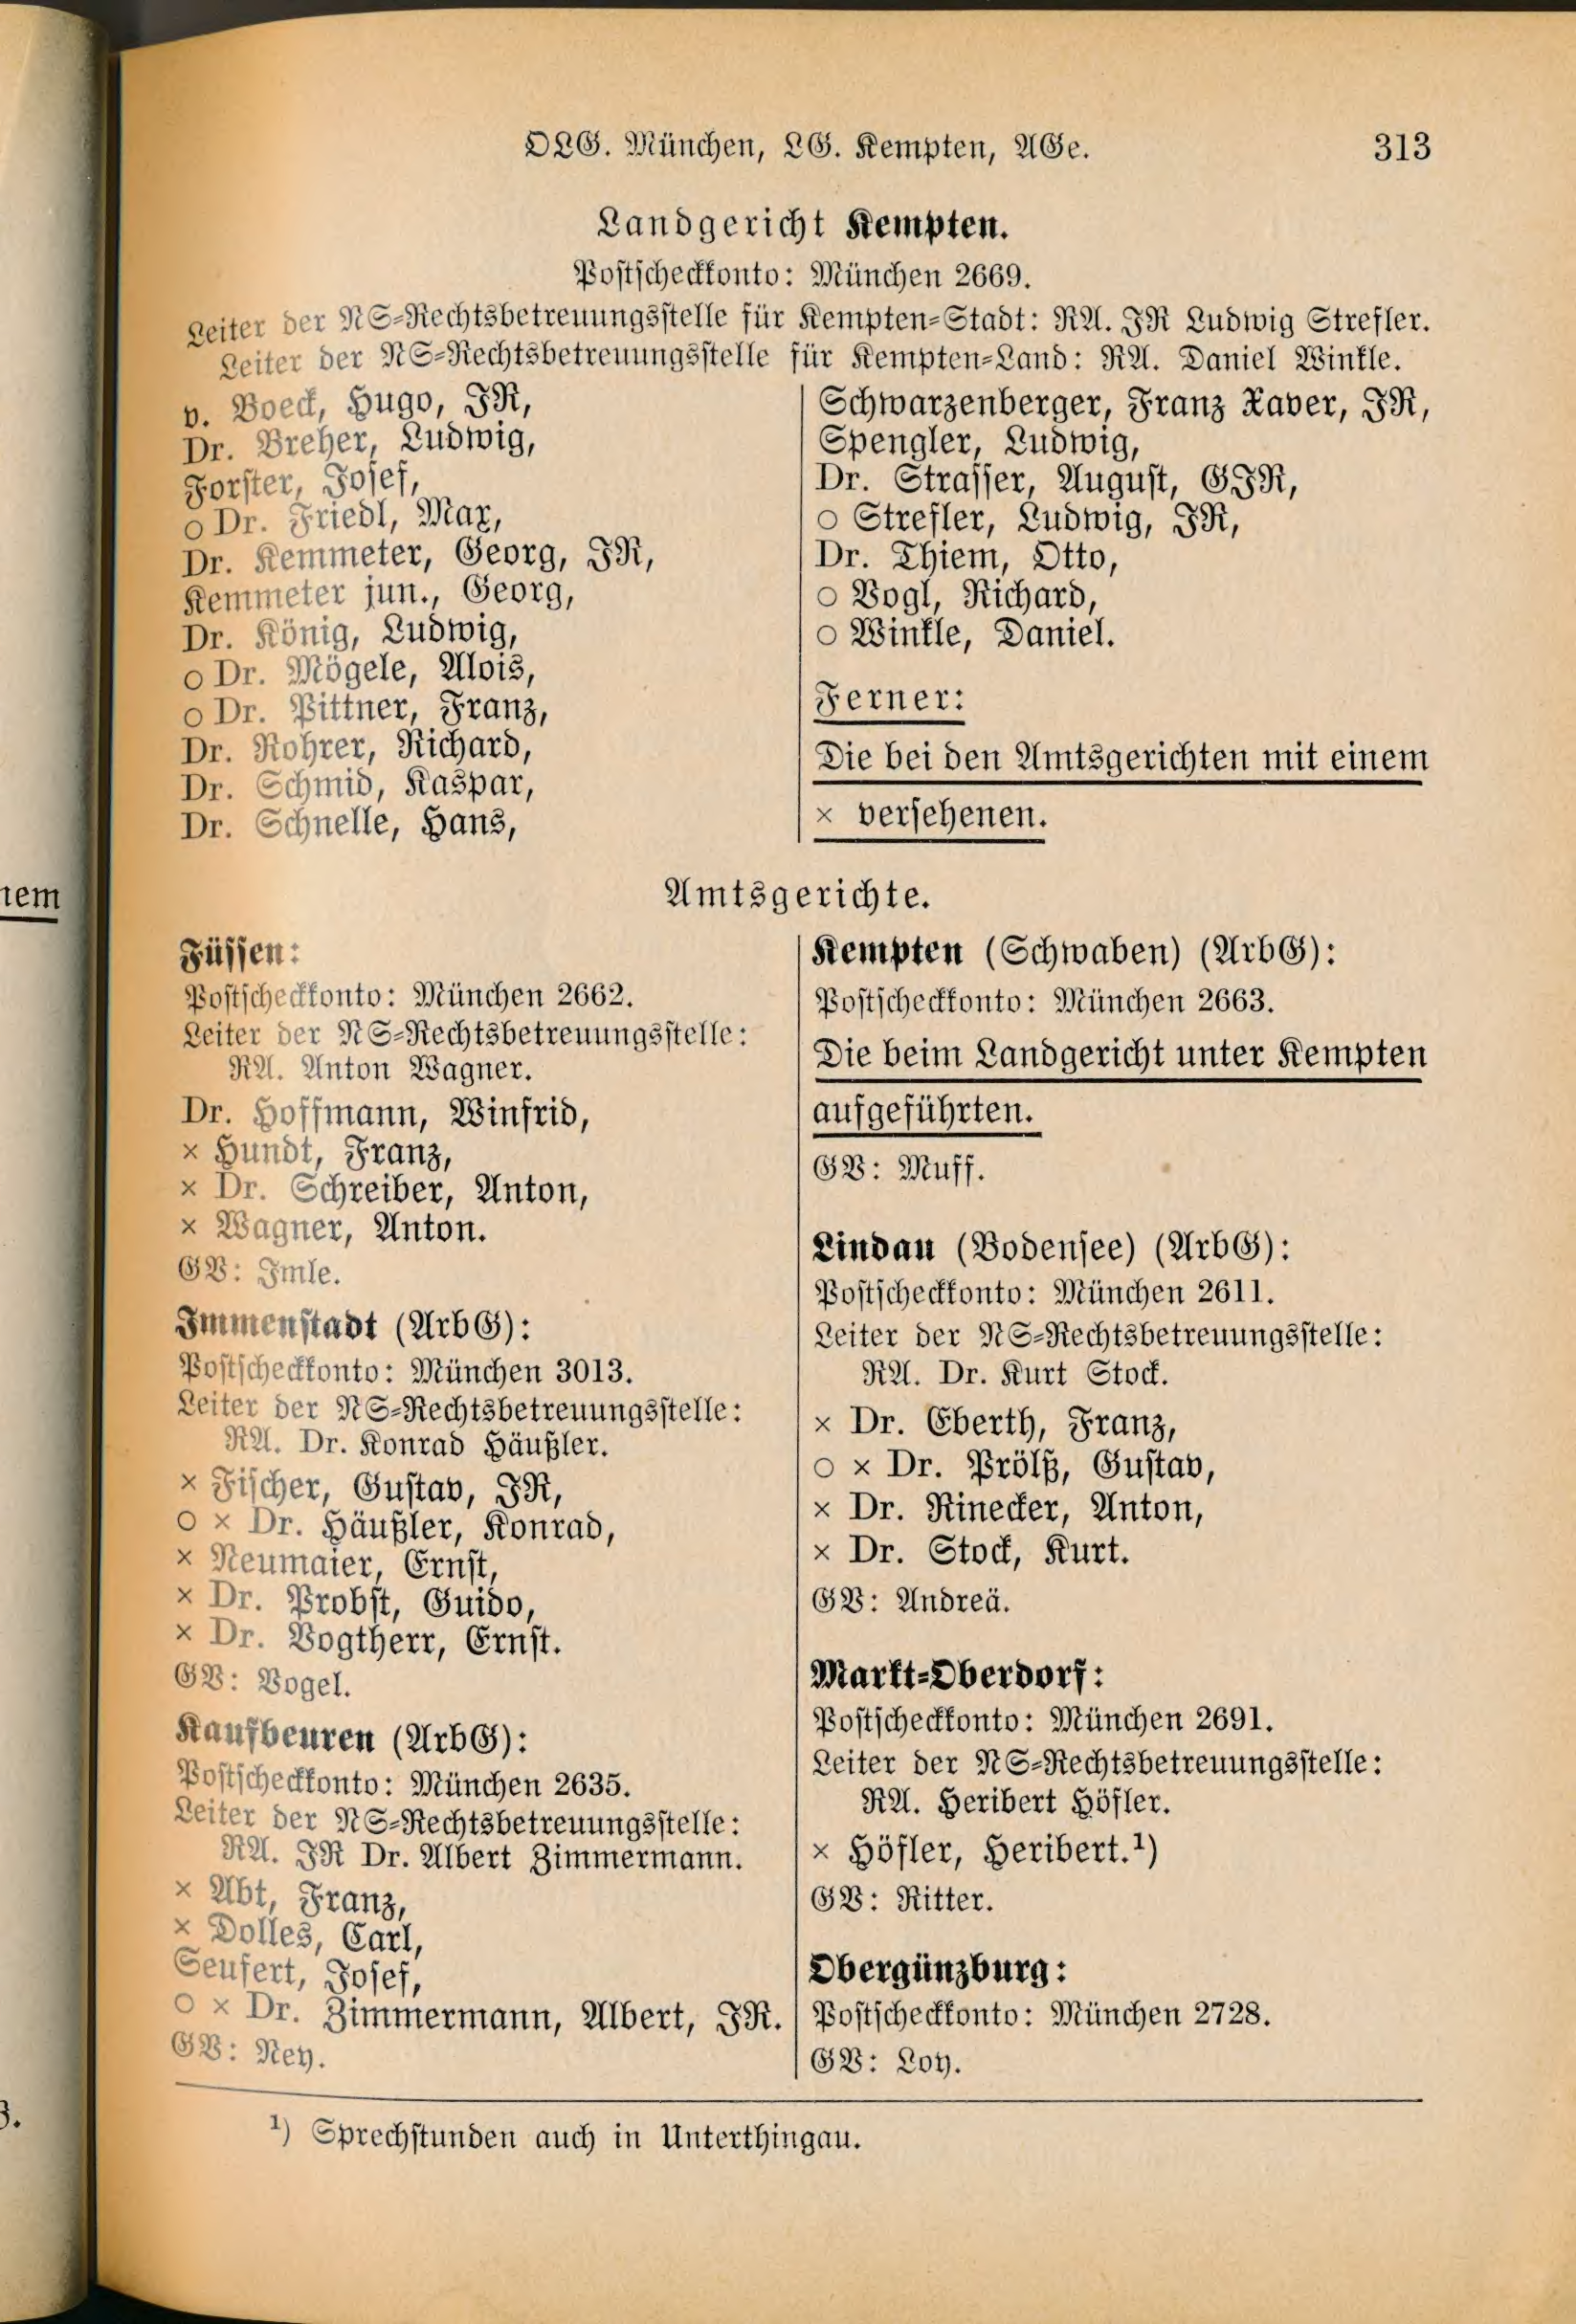 OLG. München, LG. Kempten, AGe. 313
Landgericht Kempten.
Postscheckkonto: München 2669.
Leiter der NS-Rechtsbetreuungsstelle für Kempten-Stadt: RA. JR Ludwig Strefler.
Leiter der NS-Rechtsbetreuungsstelle für Kempten-Land: RA. Daniel Winkle.
v. Boeck, Hugo, JR,
Dr. Breher, Ludwig,
Forster, Josef,
○ Dr. Friedl, Max,
Dr. Kemmeter, Georg, JR,
Kemmeter jun., Georg,
Dr. König, Ludwig,
○ Dr. Mögele, Alois,
○ Dr. Pittner, Franz,
Dr. Rohrer, Richard,
Dr. Schmid, Kaspar,
Dr. Schnelle, Hans,
Schwarzenberger, Franz Xaver, JR,
Spengler, Ludwig,
Dr. Strasser, August, GJR,
○ Strefler, Ludwig, JR,
Dr. Thiem, Otto,
○ Vogl, Richard,
○ Winkle, Daniel.
Ferner:
Die bei den Amtsgerichten mit einem
× versehenen.
nem
Amtsgerichte.
Füssen:
Postscheckkonto: München 2662.
Leiter der NS-Rechtsbetreuungsstelle:
RA. Anton Wagner.
Dr. Hoffmann, Winfrid,
× Hundt, Franz,
× Dr. Schreiber, Anton,
× Wagner, Anton.
GV: Imle.
Immenstadt (ArbG):
Postscheckkonto: München 3013.
Leiter der NS-Rechtsbetreuungsstelle:
RA. Dr. Konrad Häußler.
× Fischer, Gustav, JR,
○ × Dr. Häußler, Konrad,
× Neumaier, Ernst,
× Dr. Probst, Guido,
× Dr. Vogtherr, Ernst.
GV: Vogel.
Kaufbeuren (ArbG):
Postscheckkonto: München 2635.
Leiter der NS-Rechtsbetreuungsstelle:
RA. JR Dr. Albert Zimmermann.
× Abt, Franz,
× Dolles, Carl,
Seufert, Josef,
○ × Dr. Zimmermann, Albert, JR.
GV: Ney.
Kempten (Schwaben) (ArbG):
Postscheckkonto: München 2663.
Die beim Landgericht unter Kempten
aufgeführten.
GV: Muff.
Lindau (Bodensee) (ArbG):
Postscheckkonto: München 2611.
Leiter der NS-Rechtsbetreuungsstelle:
RA. Dr. Kurt Stock.
× Dr. Eberth, Franz,
○ × Dr. Prölß, Gustav,
× Dr. Rinecker, Anton,
× Dr. Stock, Kurt.
GV: Andreä.
Markt-Oberdorf:
Postscheckkonto: München 2691.
Leiter der NS-Rechtsbetreuungsstelle:
RA. Heribert Höfler.
× Höfler, Heribert.¹)
GV: Ritter.
Obergünzburg:
Postscheckkonto: München 2728.
GV: Loy.
¹) Sprechstunden auch in Unterthingau.